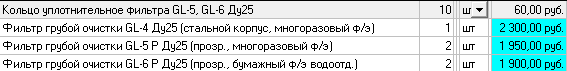 Кольцо уплотнительное фильтра GL-5, GL-6 Ду25 10 шт 60,00 руб.
Фильтр грубой очистки GL-4 Ду25 (стальной корпус, многоразовый ф/э) 1 шт 2 300,00 руб.
Фильтр грубой очистки GL-5 Р Ду25 (прозр., многоразовый ф/э) 2 шт 1 950,00 руб.
Фильтр грубой очистки GL-6 Р Ду25 (прозр., бумажный ф/э водоотд.) 2 шт 1 900,00 руб.